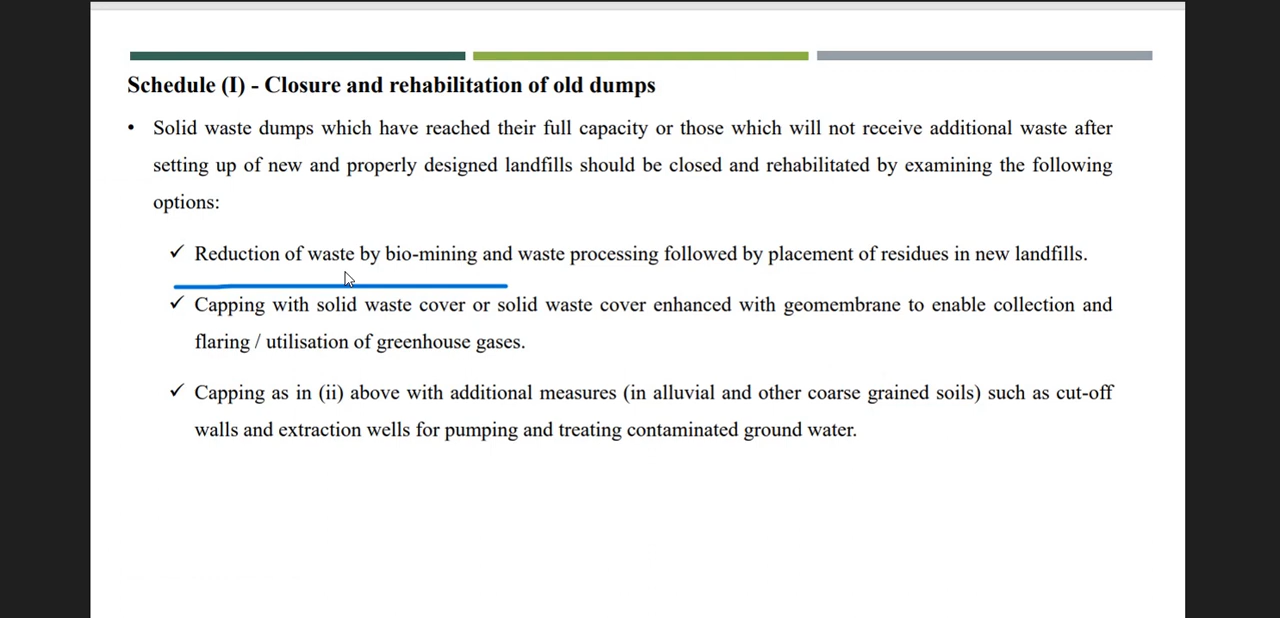 Schedule (I) - Closure and rehabilitation of old dumps
• Solid waste dumps which have reached their full capacity or those which will not receive additional waste after
setting up of new and properly designed landfills should be closed and rehabilitated by examining the following
options:
✓ Reduction of waste by bio-mining and waste processing followed by placement of residues in new landfills.
✓ Capping with solid waste cover or solid waste cover enhanced with geomembrane to enable collection and
flaring / utilisation of greenhouse gases.
✓ Capping as in (ii) above with additional measures (in alluvial and other coarse grained soils) such as cut-off
walls and extraction wells for pumping and treating contaminated ground water.